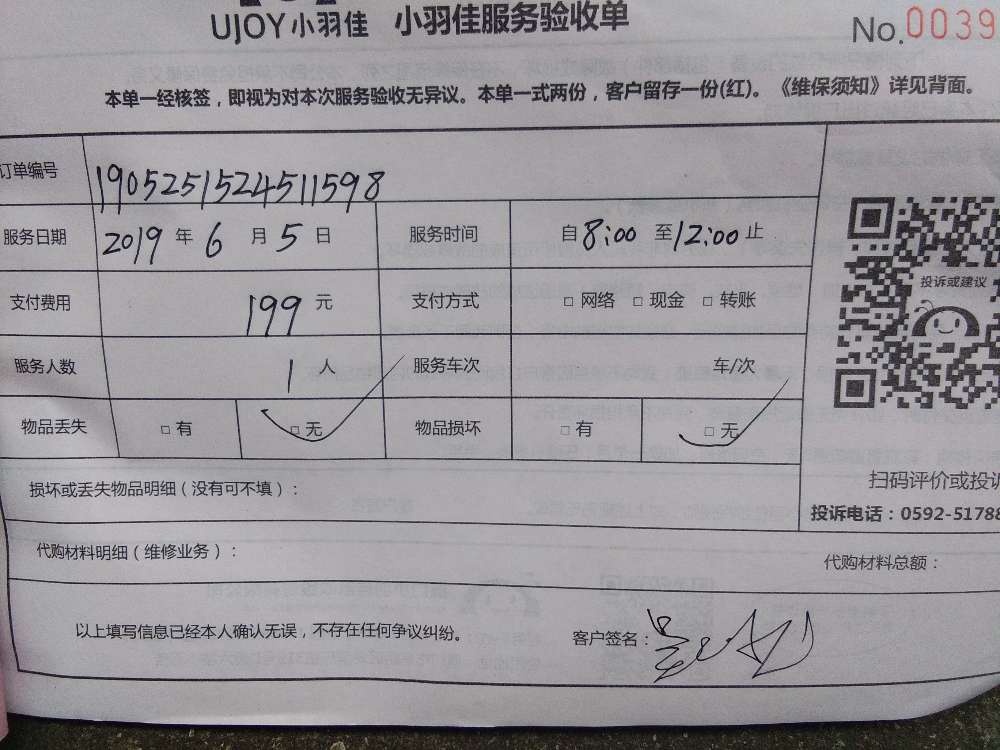 UJOY小羽佳 小羽佳服务验收单 No.0039
本单一经核签，即视为对本次服务验收无异议。本单一式两份，客户留存一份(红)。《维保须知》详见背面。
订单编号 1905251524511598
服务日期 2019 年 6 月 5 日 服务时间 自 8:00 至 12:00 止
支付费用 199 元 支付方式 □ 网络 □ 现金 □ 转账
投诉或建议
服务人数 1 人 服务车次 车/次
物品丢失 □ 有 □ 无 物品损坏 □ 有 □ 无
扫码评价或投诉
损坏或丢失物品明细（没有可不填）：
投诉电话：0592-51788
代购材料明细（维修业务）： 代购材料总额：
以上填写信息已经本人确认无误，不存在任何争议纠纷。 客户签名：